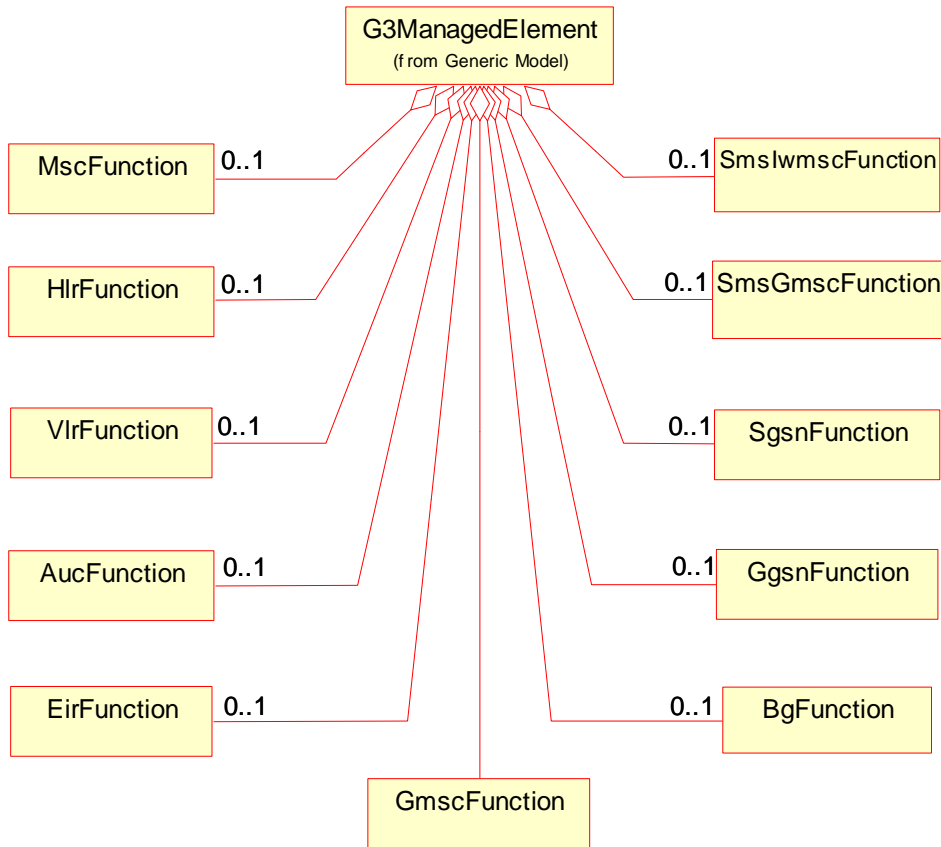 G3ManagedElement
(from Generic Model)
MscFunction
0..1
0..1
SmsIwmscFunction
HlrFunction
0..1
0..1
SmsGmscFunction
VlrFunction
0..1
0..1
SgsnFunction
AucFunction
0..1
0..1
GgsnFunction
EirFunction
0..1
0..1
BgFunction
GmscFunction